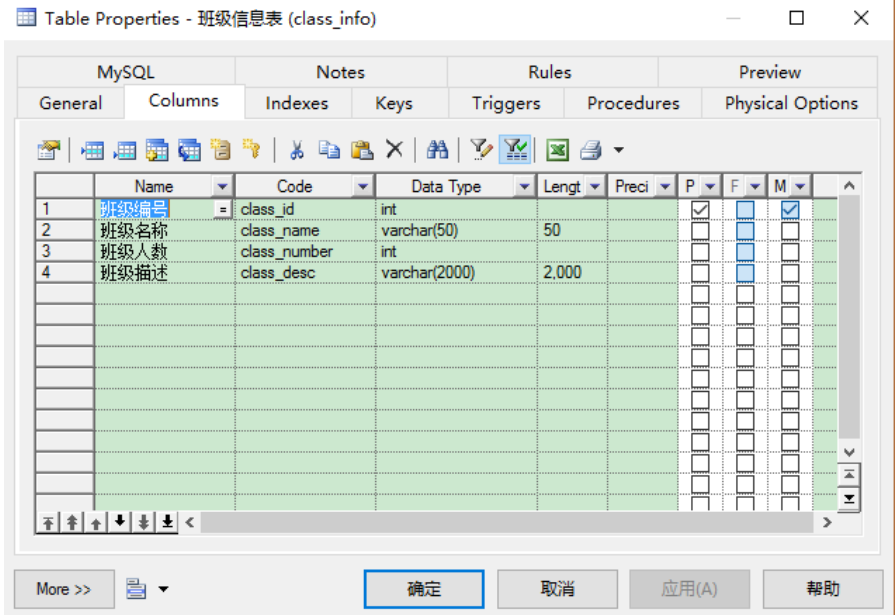 Table Properties - 班级信息表 (class_info)
MySQL Notes Rules Preview
General Columns Indexes Keys Triggers Procedures Physical Options
Name Code Data Type Lengt Preci P F M
1 班级编号 = class_id int
2 班级名称 class_name varchar(50) 50
3 班级人数 class_number int
4 班级描述 class_desc varchar(2000) 2,000
More >> 确定 取消 应用(A) 帮助